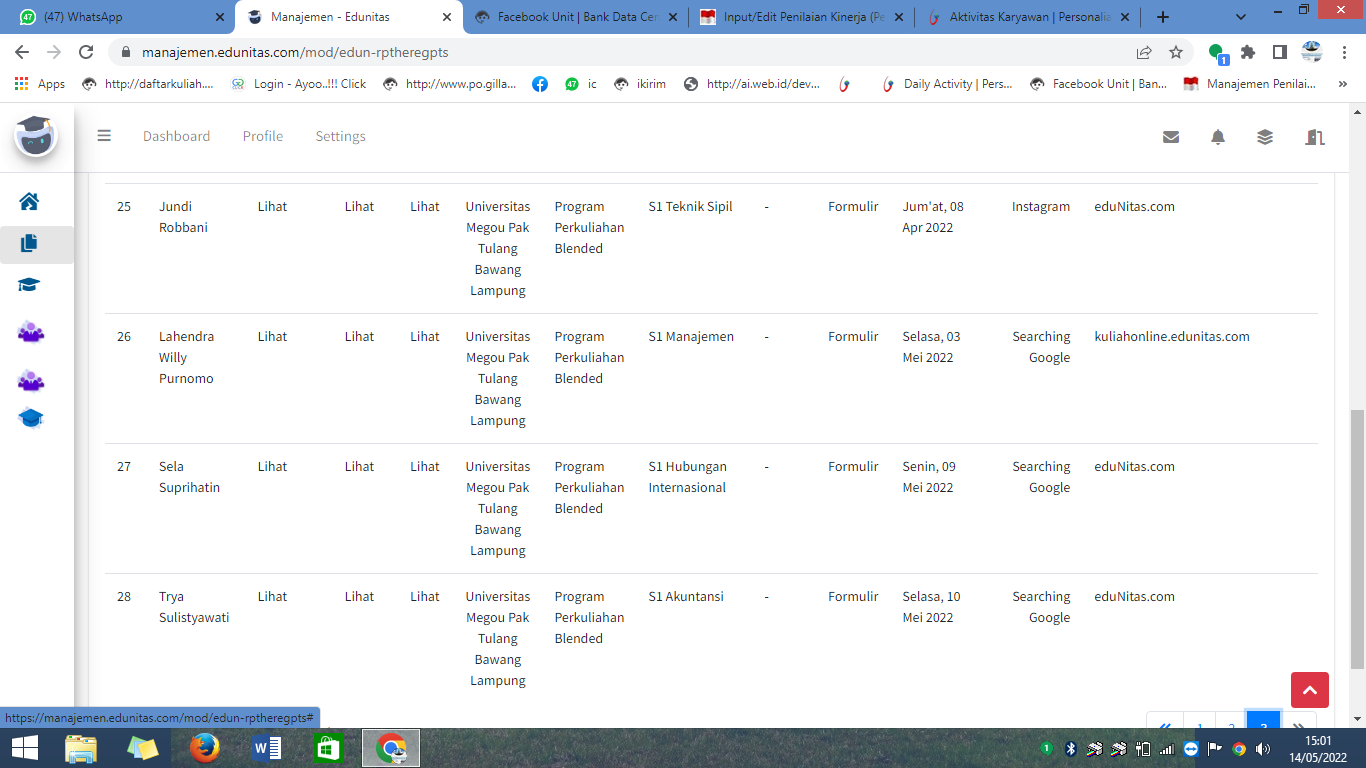 (47) WhatsApp
Manajemen - Edunitas
Facebook Unit | Bank Data Cen
Input/Edit Penilaian Kinerja (Pe
Aktivitas Karyawan | Personalia
manajemen.edunitas.com/mod/edun-rptheregpts
Apps
http://daftarkuliah....
Login - Ayoo..!!! Click
http://www.po.gilla...
ic
ikirim
http://ai.web.id/dev...
Daily Activity | Pers...
Facebook Unit | Ban...
Manajemen Penilai...
Dashboard Profile Settings
25 Jundi Lihat Lihat Lihat Universitas Program S1 Teknik Sipil - Formulir Jum'at, 08 Instagram eduNitas.com
Robbani Megou Pak Perkuliahan Apr 2022
Tulang Blended
Bawang
Lampung
26 Lahendra Lihat Lihat Lihat Universitas Program S1 Manajemen - Formulir Selasa, 03 Searching kuliahonline.edunitas.com
Willy Megou Pak Perkuliahan Mei 2022 Google
Purnomo Tulang Blended
Bawang
Lampung
27 Sela Lihat Lihat Lihat Universitas Program S1 Hubungan - Formulir Senin, 09 Searching eduNitas.com
Suprihatin Megou Pak Perkuliahan Internasional Mei 2022 Google
Tulang Blended
Bawang
Lampung
28 Trya Lihat Lihat Lihat Universitas Program S1 Akuntansi - Formulir Selasa, 10 Searching eduNitas.com
Sulistyawati Megou Pak Perkuliahan Mei 2022 Google
Tulang Blended
Bawang
Lampung
« 1 2 3 »
https://manajemen.edunitas.com/mod/edun-rptheregpts#
15:01
14/05/2022